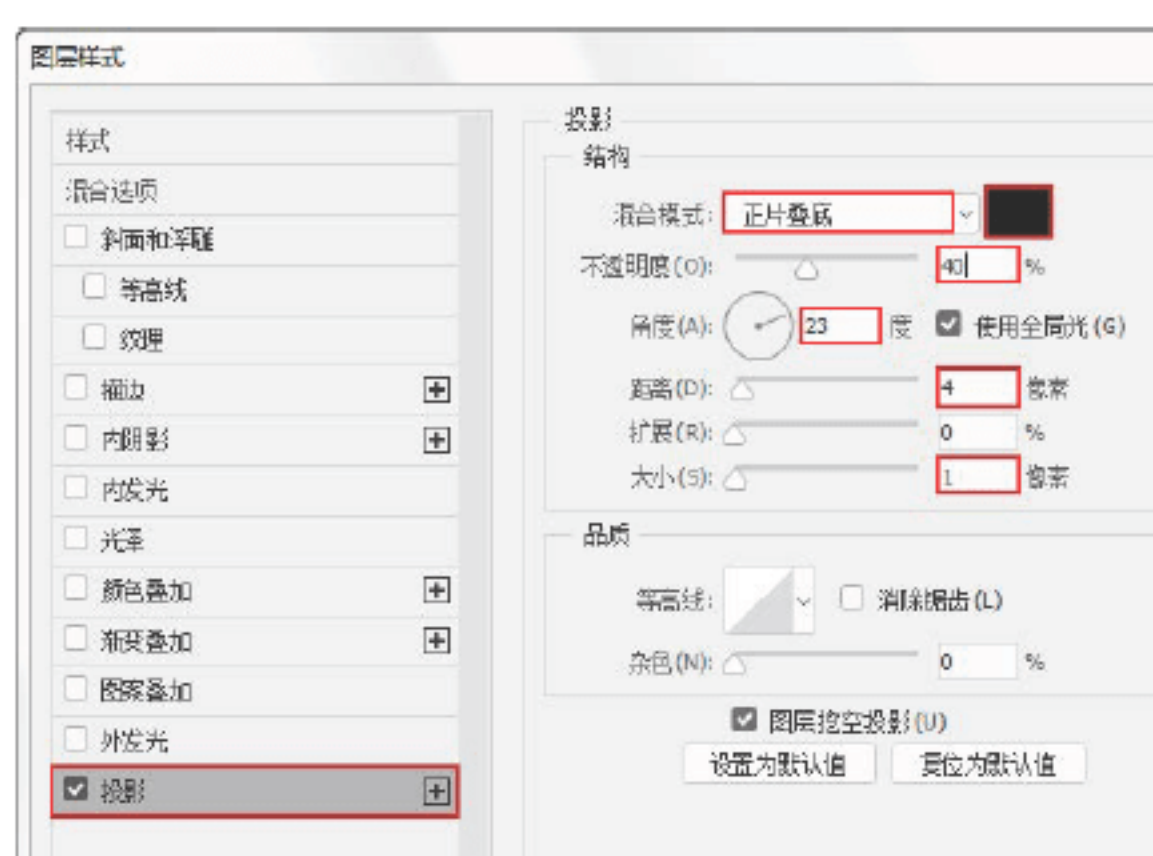 图层样式
样式
混合选项
斜面和浮雕
等高线
纹理
描边
内阴影
内发光
光泽
颜色叠加
渐变叠加
图案叠加
外发光
投影
投影
结构
混合模式: 正片叠底
不透明度(O): 40 %
角度(A): 23 度 使用全局光(G)
距离(D): 4 像素
扩展(R): 0 %
大小(S): 1 像素
品质
等高线: 消除锯齿(L)
杂色(N): 0 %
图层挖空投影(U)
设置为默认值 复位为默认值